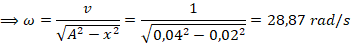 ⟹ ω = v / √(A² − x²) = 1 / √(0,04² − 0,02²) = 28,87 rad/s